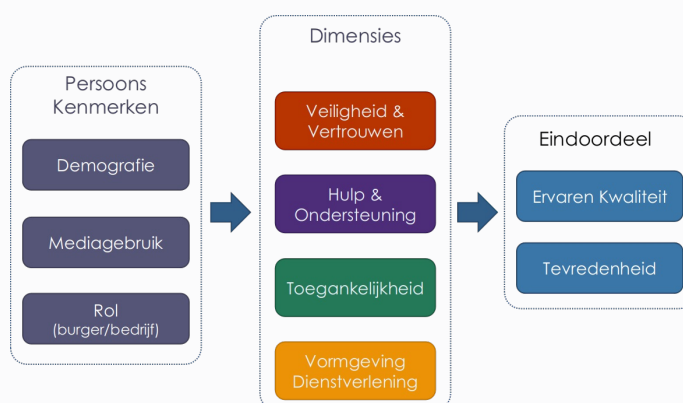 Persoons
Kenmerken
Demografie
Mediagebruik
Rol
(burger/bedrijf)
Dimensies
Veiligheid &
Vertrouwen
Hulp &
Ondersteuning
Toegankelijkheid
Vormgeving
Dienstverlening
Eindoordeel
Ervaren Kwaliteit
Tevredenheid